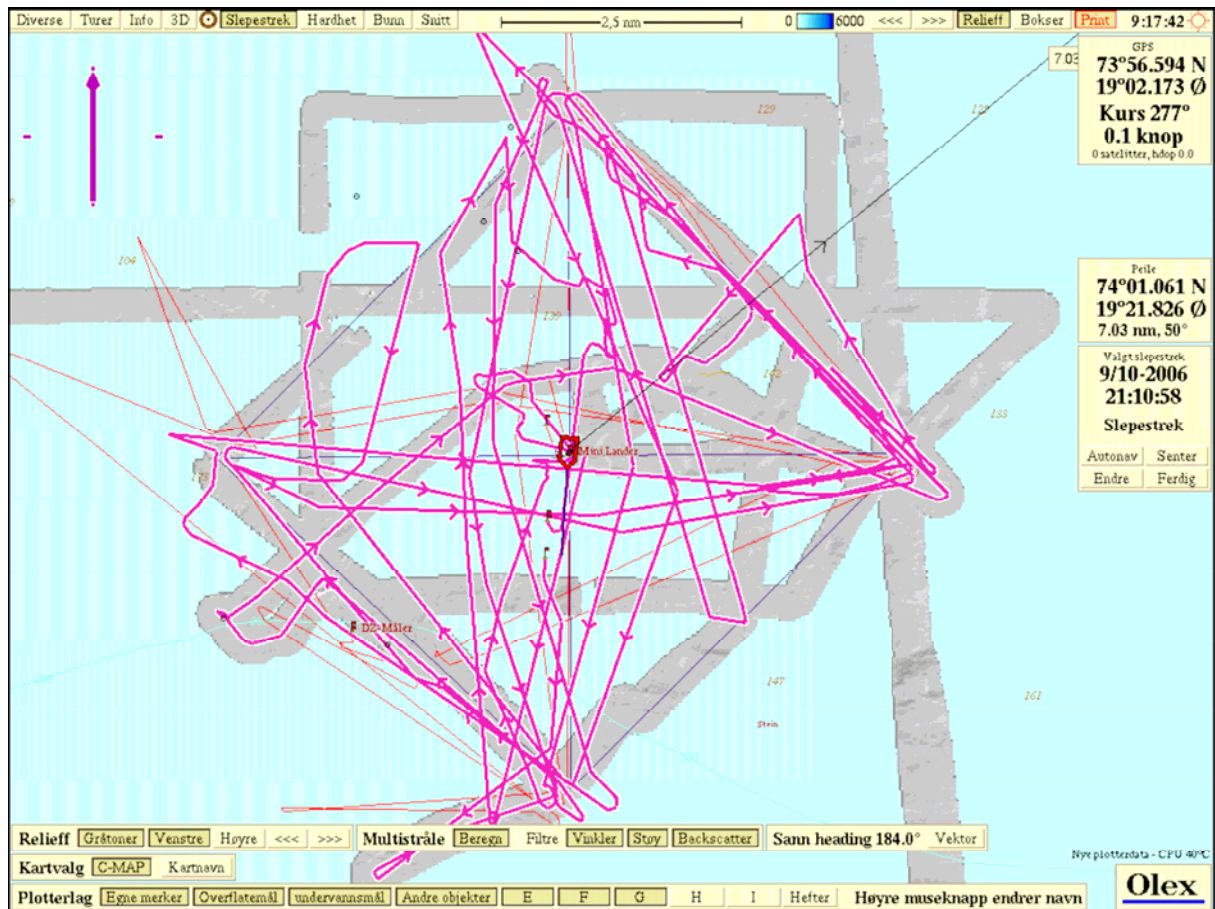 Diverse Turer Info 3D Slepestrek Hardhet Bunn Snitt 2,5 nm 0 6000 <<< >>> Relieff Bokser Print 9:17:42
7.03
GPS
73°56.594 N
19°02.173 Ø
Kurs 277°
0.1 knop
0 satelitter, hdop 0.0
129
129
104
Peile
74°01.061 N
19°21.826 Ø
7.03 nm, 50°
139
Valgt slepestrek
9/10-2006
21:10:58
Slepestrek
Autonav Senter
Endre Ferdig
133
Mini Lander
DZ-Måler
147
161
Stein
Relieff Gråtoner Venstre Høyre <<< >>> Multistråle Beregn Filtre Vinkler Støy Backscatter Sann heading 184.0° Vektor
Nye plotterdata - CPU 40°C
Kartvalg C-MAP Kartnavn
Olex
Plotterlag Egne merker Overflatemål undervannsmål Andre objekter E F G H I Hefter Høyre museknapp endrer navn